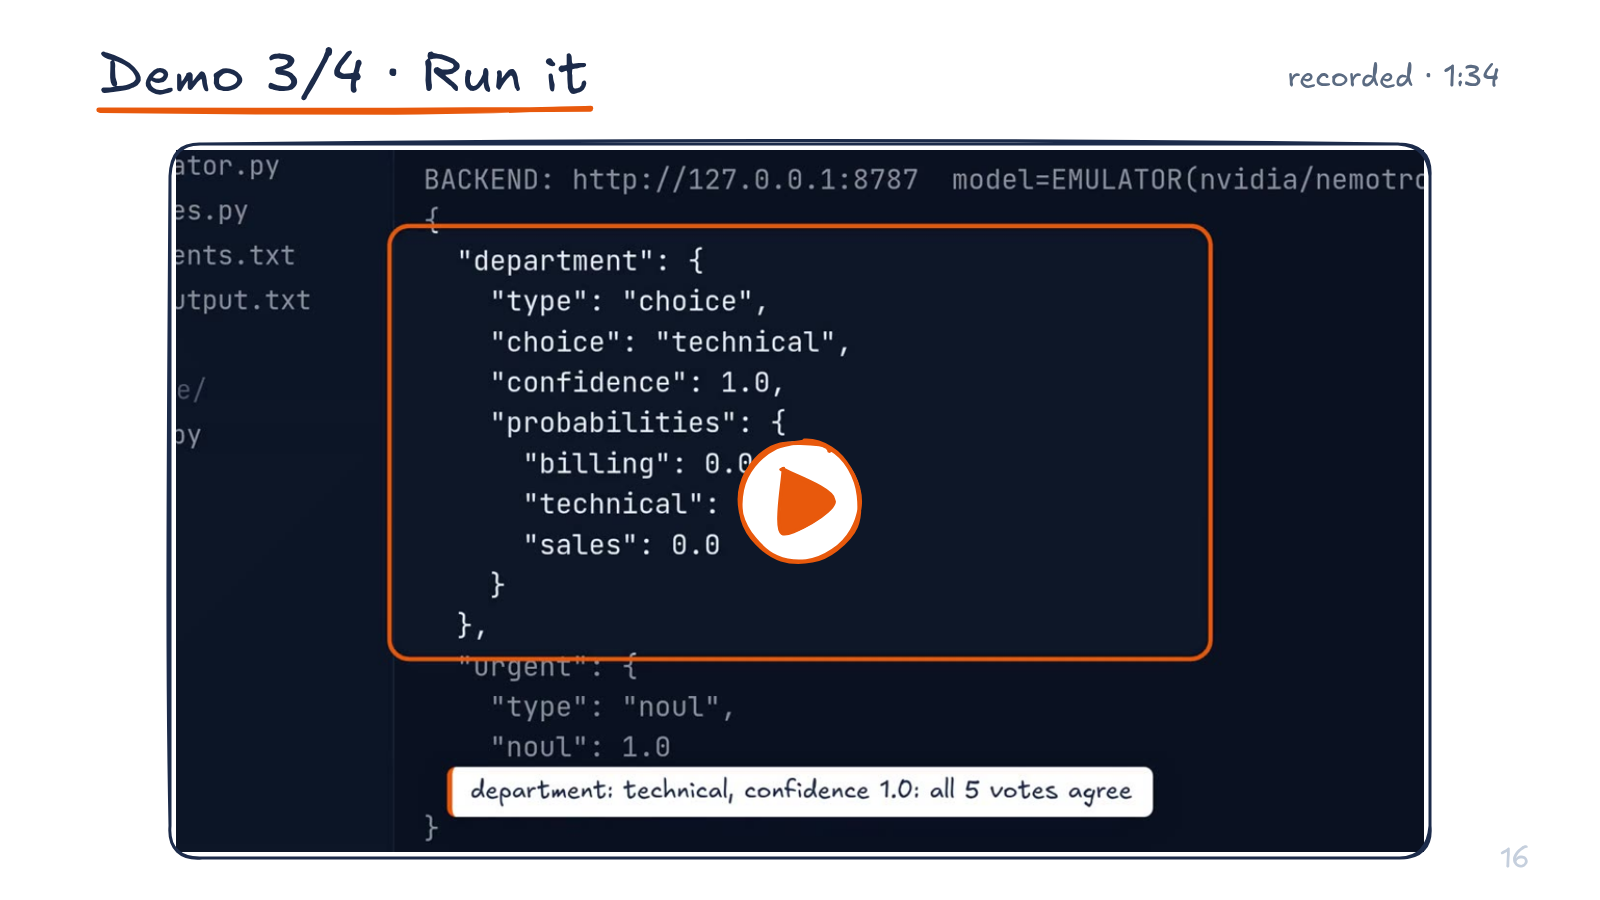 Demo 3/4 · Run it
recorded · 1:34
ator.py
es.py
ents.txt
utput.txt
e/
py
BACKEND: http://127.0.0.1:8787 model=EMULATOR(nvidia/nemotro
{
"department": {
"type": "choice",
"choice": "technical",
"confidence": 1.0,
"probabilities": {
"billing": 0.0
"technical":
"sales": 0.0
}
},
"urgent": {
"type": "noul",
"noul": 1.0
department: technical, confidence 1.0: all 5 votes agree
}
16